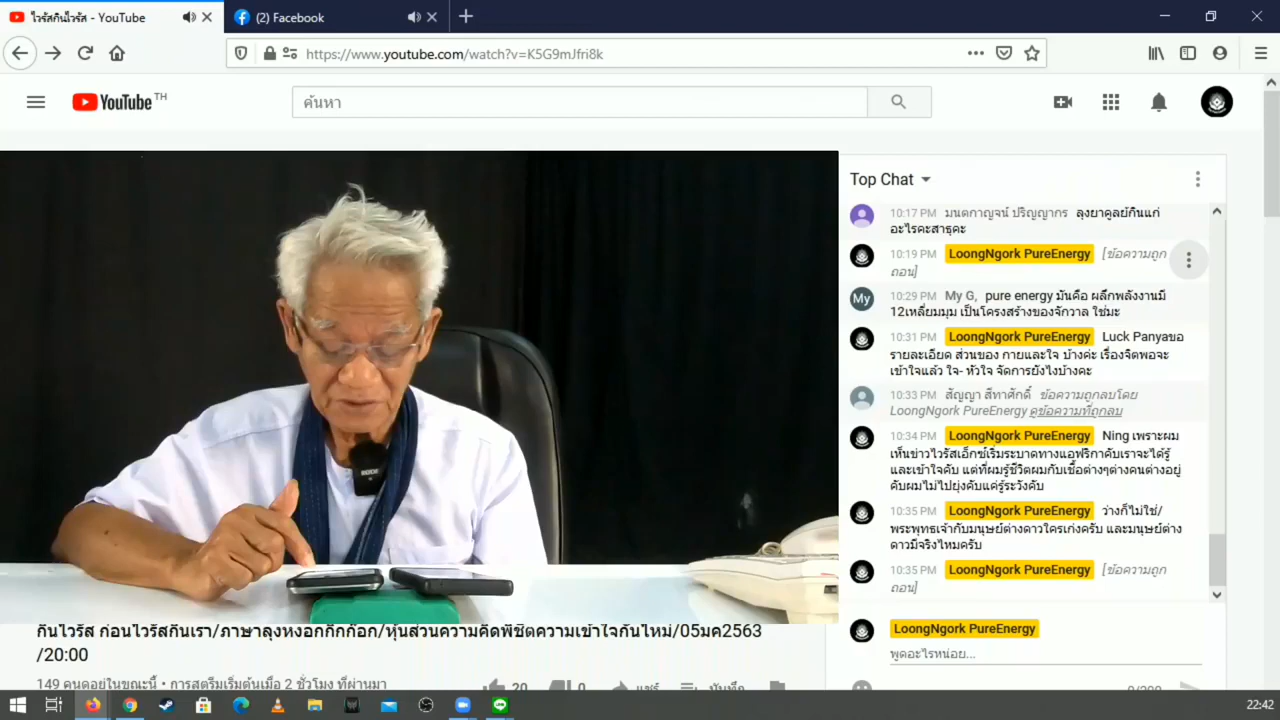 ไวรัสกินไวรัส - YouTube
(2) Facebook
https://www.youtube.com/watch?v=K5G9mJfri8k
YouTube TH
ค้นหา
Top Chat
10:17 PM มนตกาญจน์ ปริญญากร ลุงยาคูลย์กินแก่
อะไรคะสาธุคะ
10:19 PM LoongNgork PureEnergy [ข้อความถูก
ถอน]
My 10:29 PM My G, pure energy มันคือ ผลึกพลังงานมี
12เหลี่ยมมุม เป็นโครงสร้างของจักวาล ใช่มะ
10:31 PM LoongNgork PureEnergy Luck Panyaขอ
รายละเอียด ส่วนของ กายและใจ บ้างค่ะ เรื่องจิตพอจะ
เข้าใจแล้ว ใจ- หัวใจ จัดการยังไงบ้างคะ
10:33 PM สัญญา สีทาศักดิ์ ข้อความถูกลบโดย
LoongNgork PureEnergy ดูข้อความที่ถูกลบ
10:34 PM LoongNgork PureEnergy Ning เพราะผม
เห็นข่าวไวรัสเอ็กซ์เริ่มระบาดทางแอฟริกาคับเราจะได้รู้
และเข้าใจคับ แต่ที่ผมรู้ชีวิตผมกับเชื้อต่างๆต่างคนต่างอยู่
คับผมไม่ไปยุ่งคับแค่รู้ระวังคับ
10:35 PM LoongNgork PureEnergy ว่างก็ไม่ใช่/
พระพุทธเจ้ากับมนุษย์ต่างดาวใครเก่งครับ และมนุษย์ต่าง
ดาวมีจริงไหมครับ
10:35 PM LoongNgork PureEnergy [ข้อความถูก
ถอน]
LoongNgork PureEnergy
พูดอะไรหน่อย...
0/200
กินไวรัส ก่อนไวรัสกินเรา/ภาษาลุงหงอกกิ๊กก๊อก/หุ้นส่วนความคิดพิชิตความเข้าใจกันใหม่/05มค2563
/20:00
149 คนดูอยู่ในขณะนี้ • การสตรีมเริ่มต้นเมื่อ 2 ชั่วโมง ที่ผ่านมา
20 0 แชร์ บันทึก
22:42